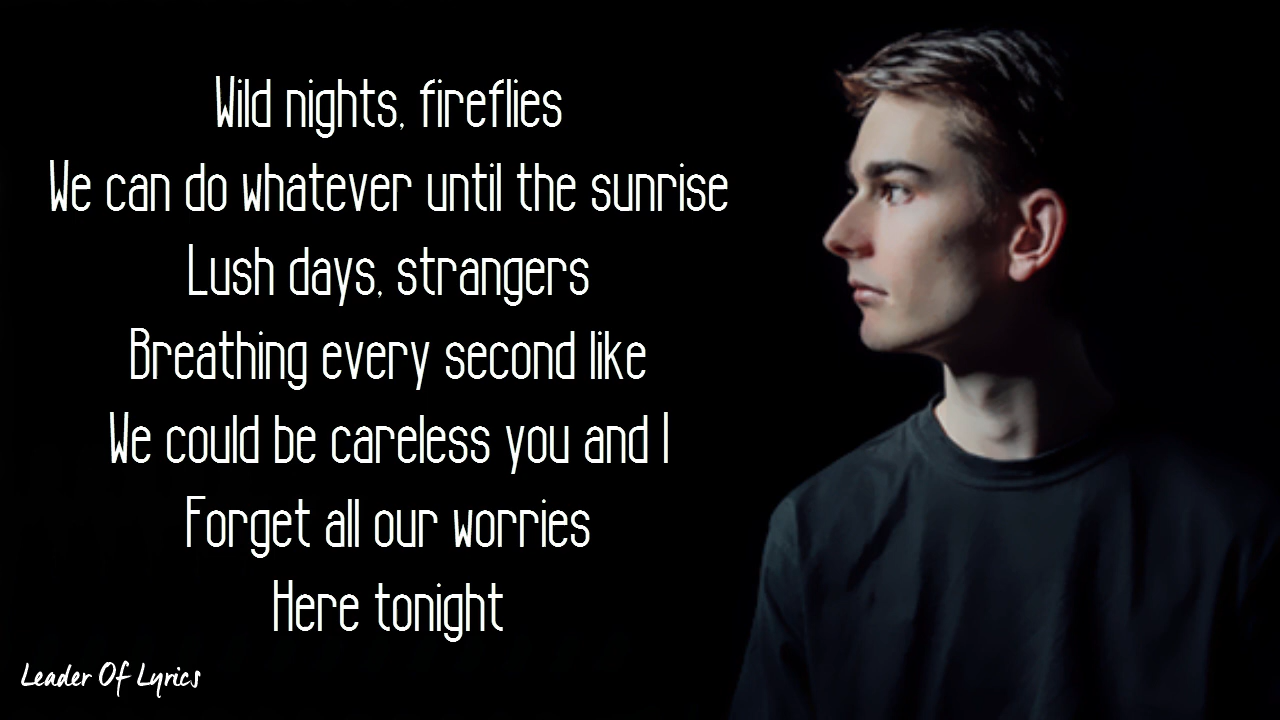 Wild nights, fireflies
We can do whatever until the sunrise
Lush days, strangers
Breathing every second like
We could be careless you and I
Forget all our worries
Here tonight
Leader Of Lyrics